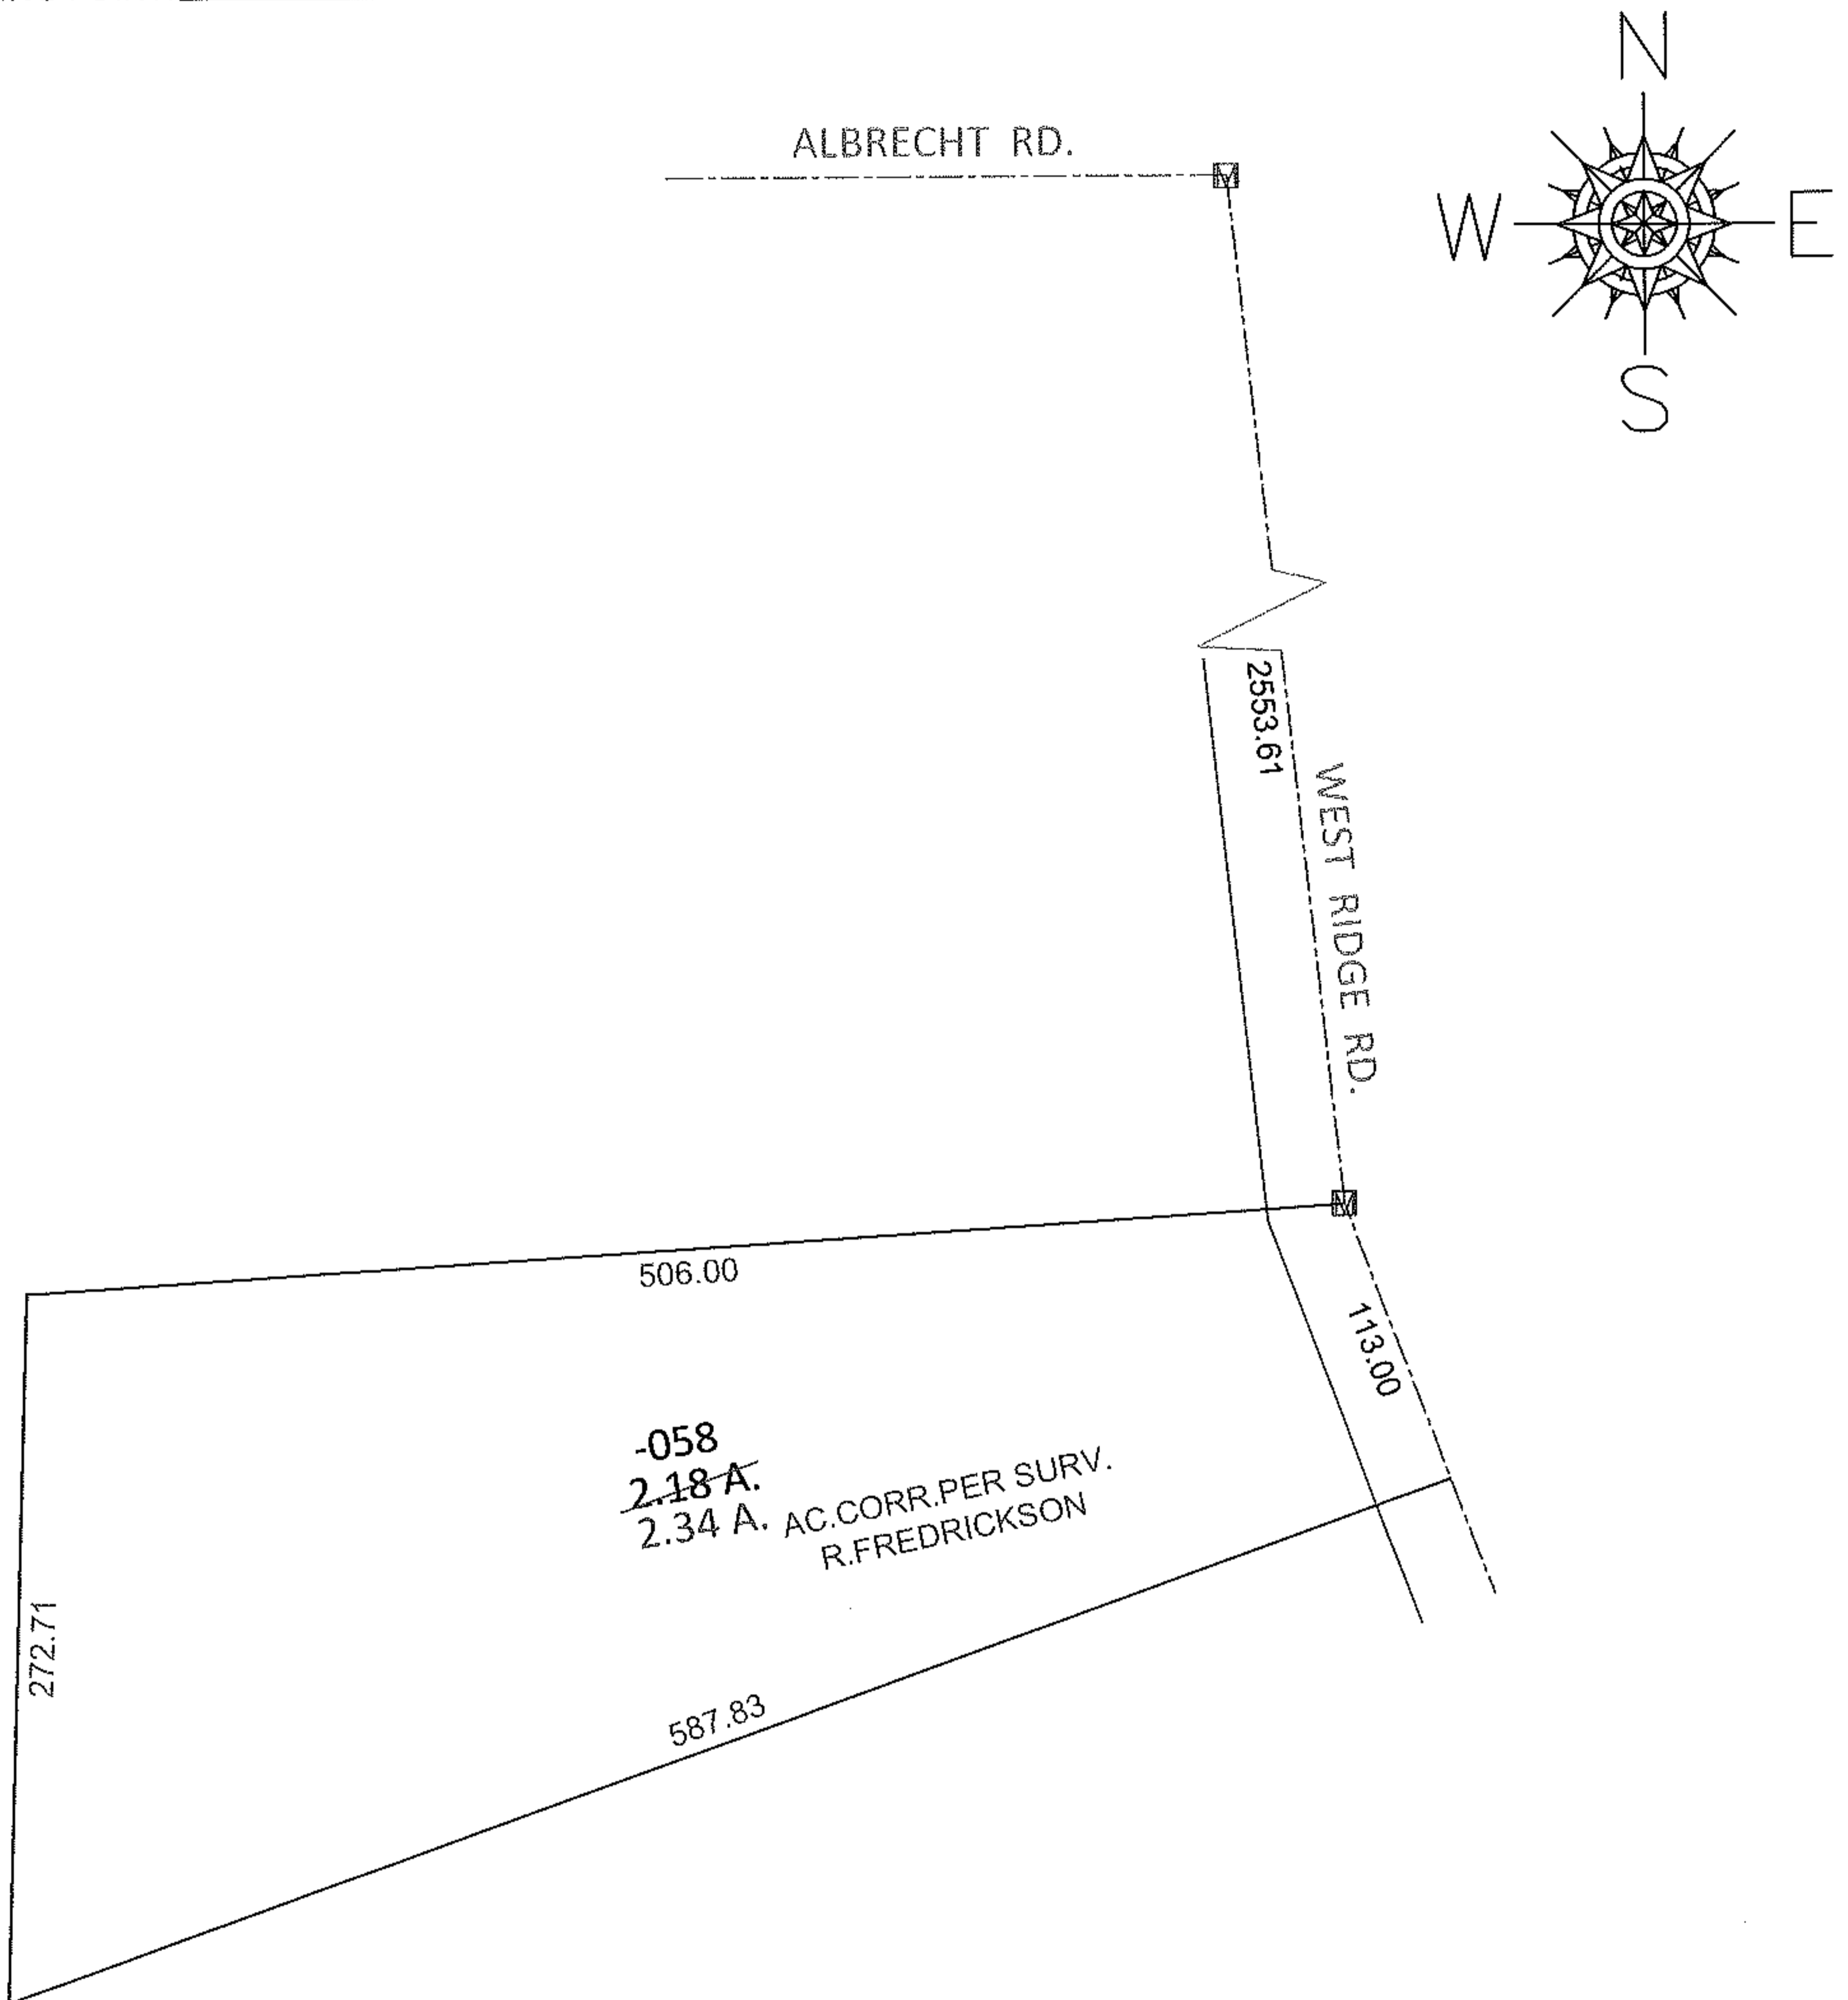 N
ALBRECHT RD.
W
E
S
2553.61
WEST RIDGE RD.
506.00
113.00
-058
2.18 A.
2.34 A. AC.CORR.PER SURV.
R.FREDRICKSON
272.71
587.83